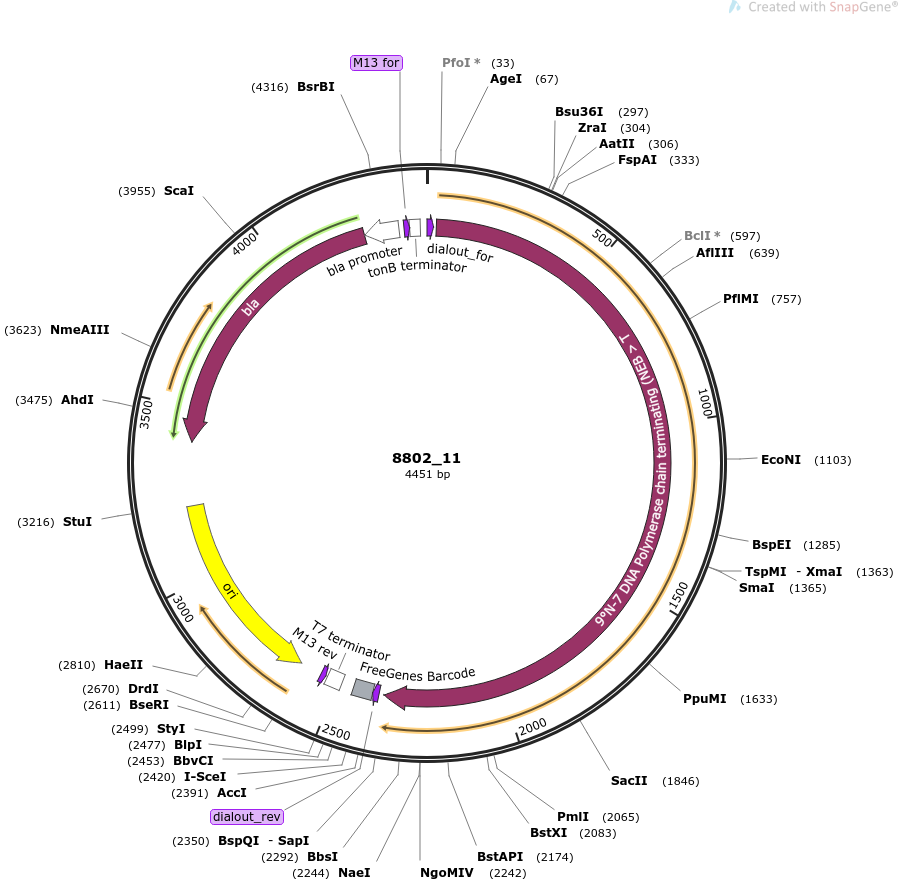 Created with SnapGene®
M13 for
PfoI * (33)
AgeI (67)
(4316) BsrBI
Bsu36I (297)
ZraI (304)
AatII (306)
FspAI (333)
(3955) ScaI
BclI * (597)
AflIII (639)
PflMI (757)
(3623) NmeAIII
(3475) AhdI
EcoNI (1103)
(3216) StuI
BspEI (1285)
TspMI - XmaI (1363)
SmaI (1365)
PpuMI (1633)
SacII (1846)
PmlI (2065)
BstXI (2083)
BstAPI (2174)
NgoMIV (2242)
(2244) NaeI
(2292) BbsI
(2350) BspQI - SapI
dialout_rev
(2391) AccI
(2420) I-SceI
(2453) BbvCI
(2477) BlpI
(2499) StyI
(2611) BseRI
(2670) DrdI
(2810) HaeII
500
1000
1500
2000
2500
3000
3500
4000
bla promoter
tonB terminator
dialout_for
bla
9°N-7 DNA Polymerase chain terminating (NEB > T
8802_11
4451 bp
ori
T7 terminator
M13 rev
FreeGenes Barcode